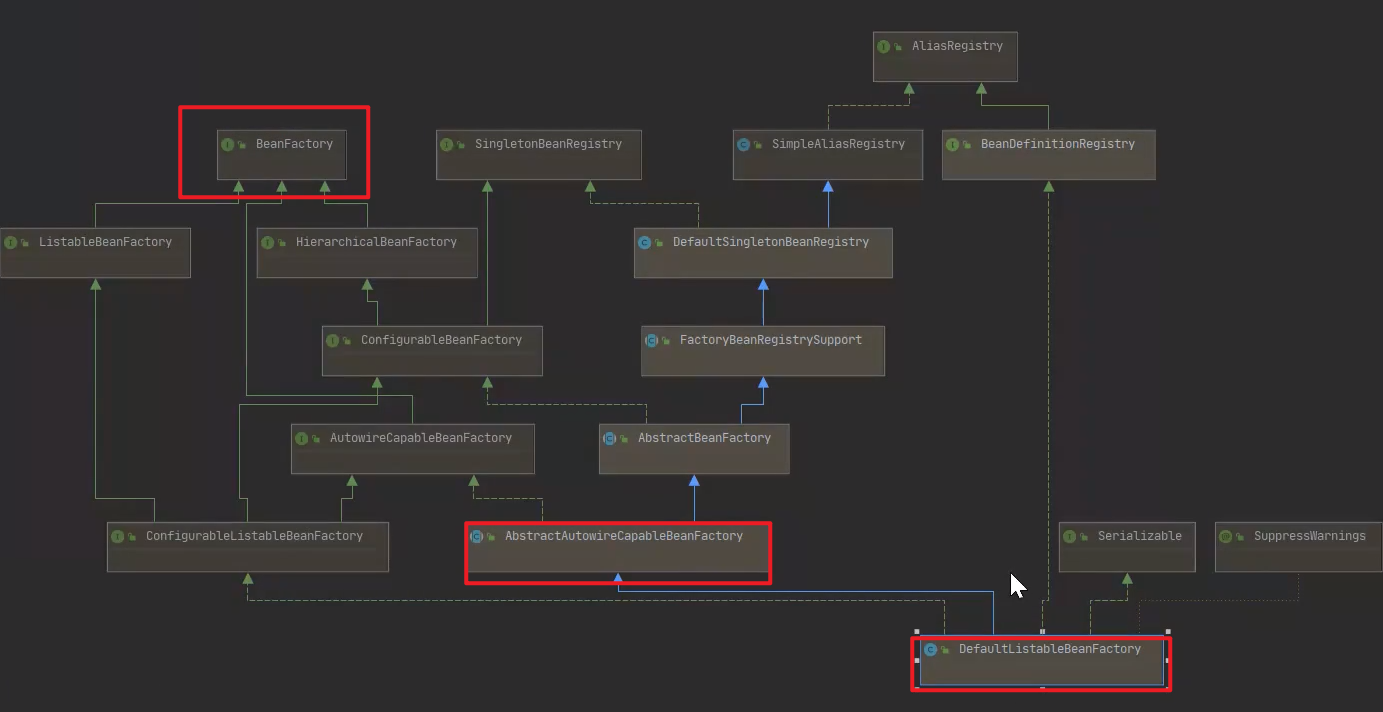 AliasRegistry
BeanFactory
SingletonBeanRegistry
SimpleAliasRegistry
BeanDefinitionRegistry
ListableBeanFactory
HierarchicalBeanFactory
DefaultSingletonBeanRegistry
ConfigurableBeanFactory
FactoryBeanRegistrySupport
AutowireCapableBeanFactory
AbstractBeanFactory
ConfigurableListableBeanFactory
AbstractAutowireCapableBeanFactory
Serializable
SuppressWarnings
DefaultListableBeanFactory